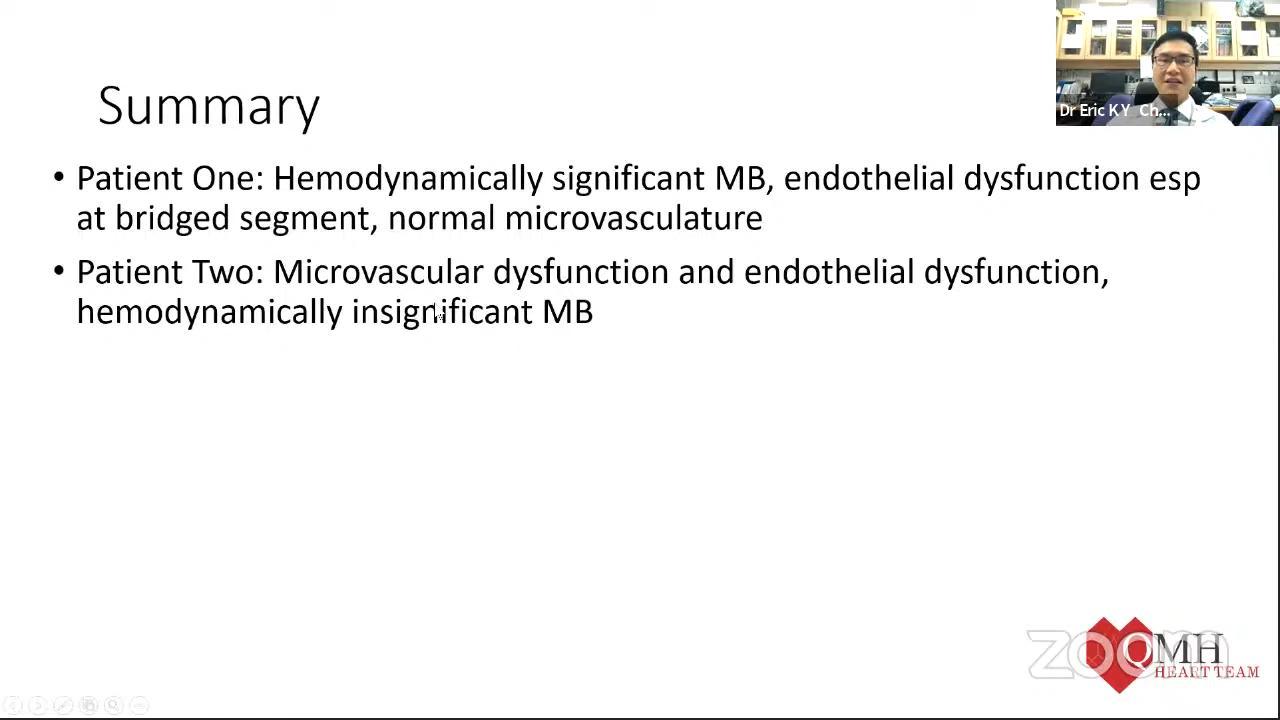 Summary
Dr Eric K Y Ch...
• Patient One: Hemodynamically significant MB, endothelial dysfunction esp
at bridged segment, normal microvasculature
• Patient Two: Microvascular dysfunction and endothelial dysfunction,
hemodynamically insignificant MB
zoom
QMH
HEART TEAM